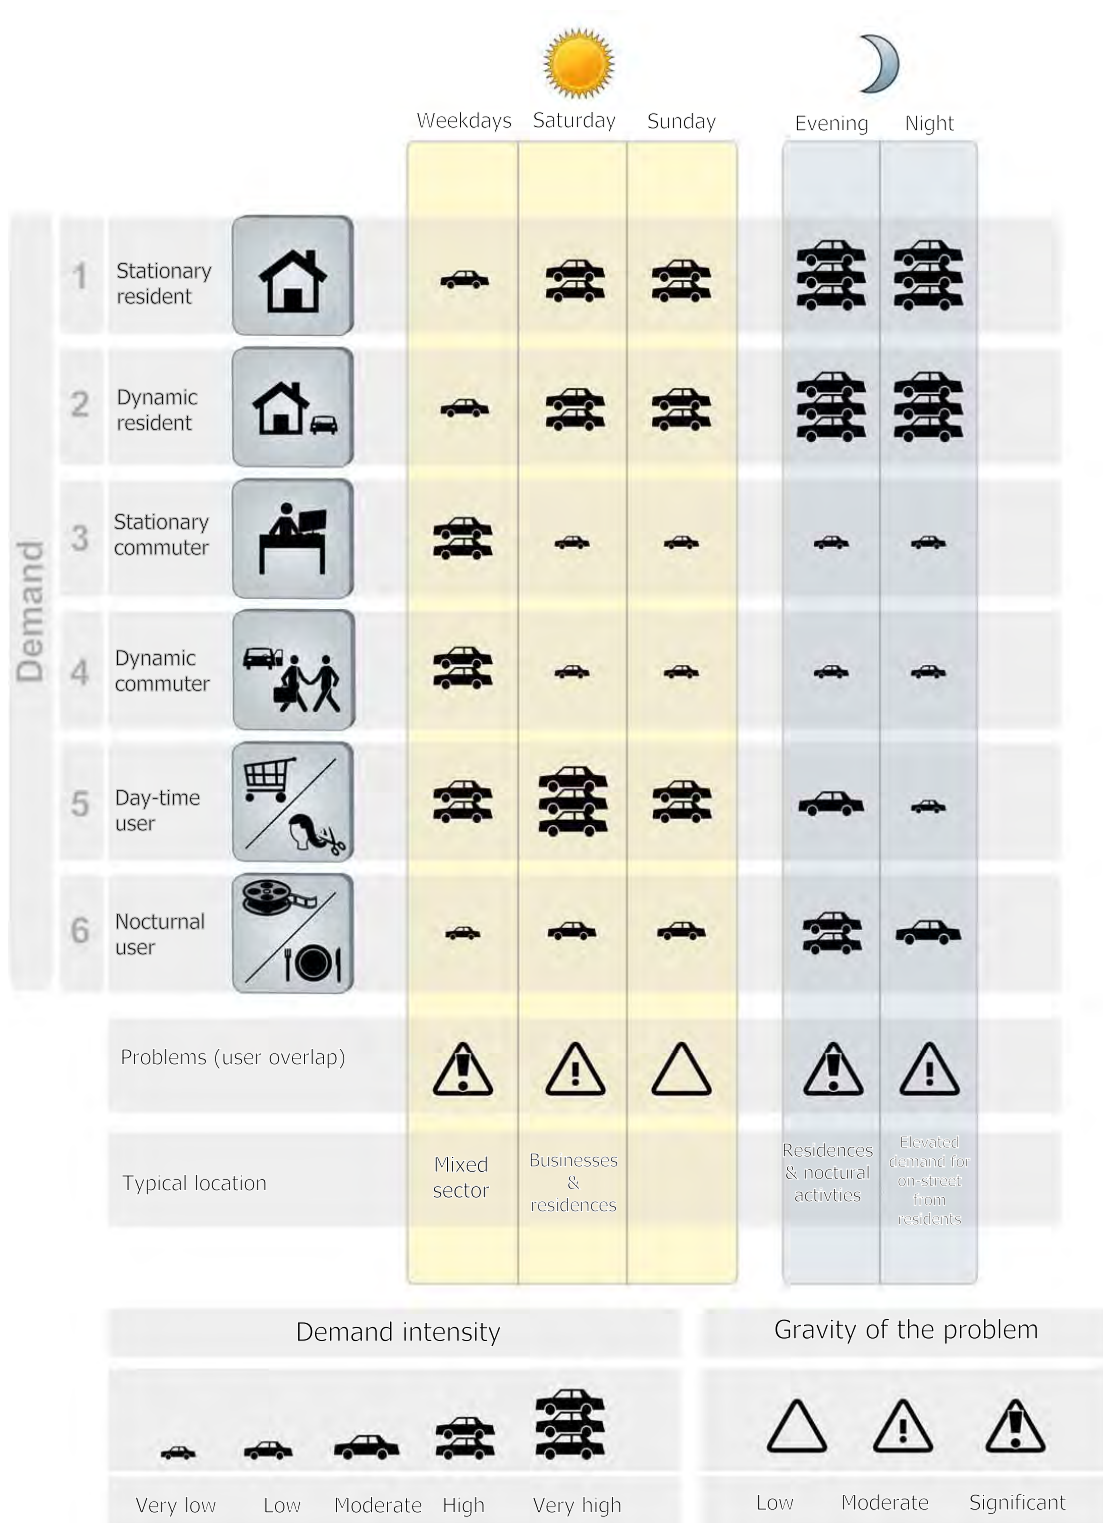 Weekdays Saturday Sunday Evening Night
Demand
1 Stationary
resident
2 Dynamic
resident
3 Stationary
commuter
4 Dynamic
commuter
5 Day-time
user
6 Nocturnal
user
Problems (user overlap)
Typical location
Mixed
sector
Businesses
&
residences
Residences
& noctural
activties
Elevated
demand for
on-street
from
residents
Demand intensity
Very low Low Moderate High Very high
Gravity of the problem
Low Moderate Significant